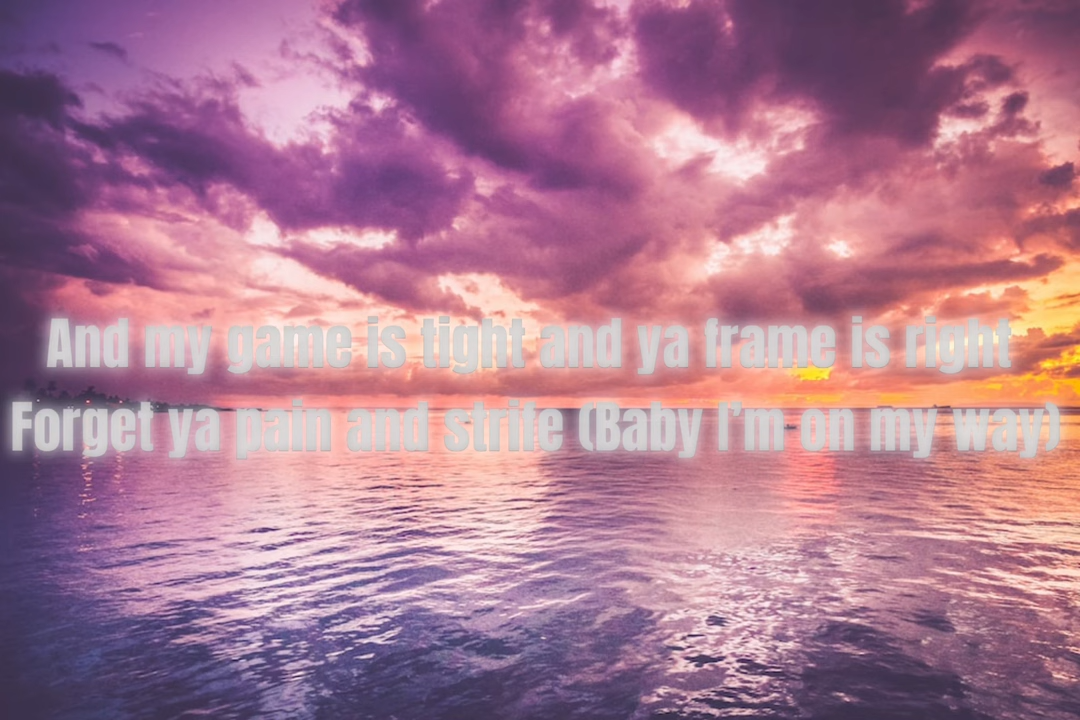 And my game is tight and ya frame is right
Forget ya pain and strife (Baby I'm on my way)